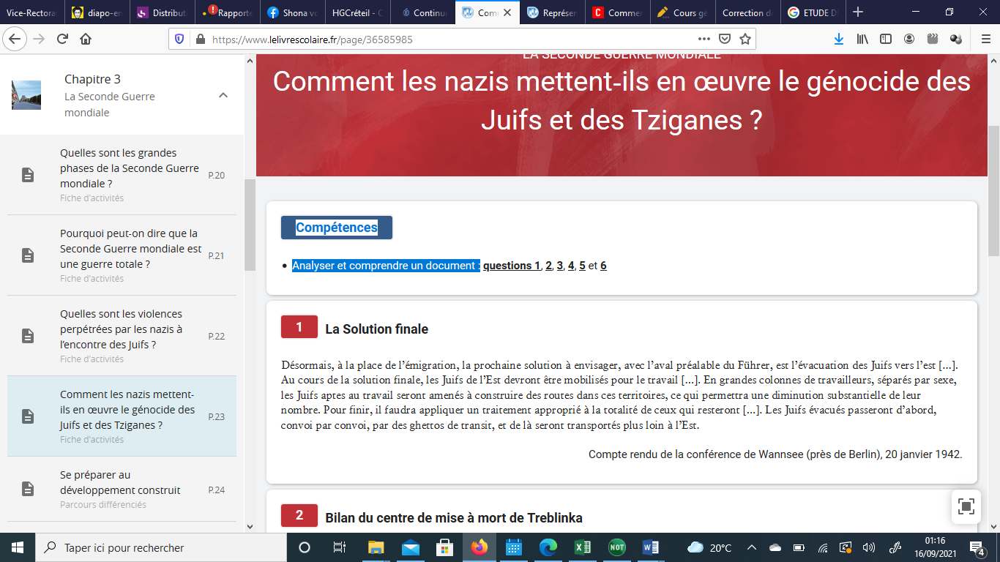 Vice-Rectorat
diapo-en
Distribut
Rapporte
Shona vo
HGCréteil - C
Continui
Com
Représen
Commen
Cours gé
Correction de
ETUDE D
https://www.lelivrescolaire.fr/page/36585985
Chapitre 3
La Seconde Guerre
mondiale
Quelles sont les grandes
phases de la Seconde Guerre
mondiale ?
P.20
Fiche d'activités
Pourquoi peut-on dire que la
Seconde Guerre mondiale est
une guerre totale ?
P.21
Fiche d'activités
Quelles sont les violences
perpétrées par les nazis à
l'encontre des Juifs ?
P.22
Fiche d'activités
Comment les nazis mettent-
ils en œuvre le génocide des
Juifs et des Tziganes ?
P.23
Fiche d'activités
Se préparer au
développement construit
P.24
Parcours différenciés
LA SECONDE GUERRE MONDIALE
Comment les nazis mettent-ils en œuvre le génocide des
Juifs et des Tziganes ?
Compétences
• Analyser et comprendre un document : questions 1, 2, 3, 4, 5 et 6
1 La Solution finale
Désormais, à la place de l'émigration, la prochaine solution à envisager, avec l'aval préalable du Führer, est l'évacuation des Juifs vers l'est [...].
Au cours de la solution finale, les Juifs de l'Est devront être mobilisés pour le travail [...]. En grandes colonnes de travailleurs, séparés par sexe,
les Juifs aptes au travail seront amenés à construire des routes dans ces territoires, ce qui permettra une diminution substantielle de leur
nombre. Pour finir, il faudra appliquer un traitement approprié à la totalité de ceux qui resteront [...]. Les Juifs évacués passeront d'abord,
convoi par convoi, par des ghettos de transit, et de là seront transportés plus loin à l'Est.
Compte rendu de la conférence de Wannsee (près de Berlin), 20 janvier 1942.
2 Bilan du centre de mise à mort de Treblinka
Taper ici pour rechercher
NOT
20°C
01:16
16/09/2021
4